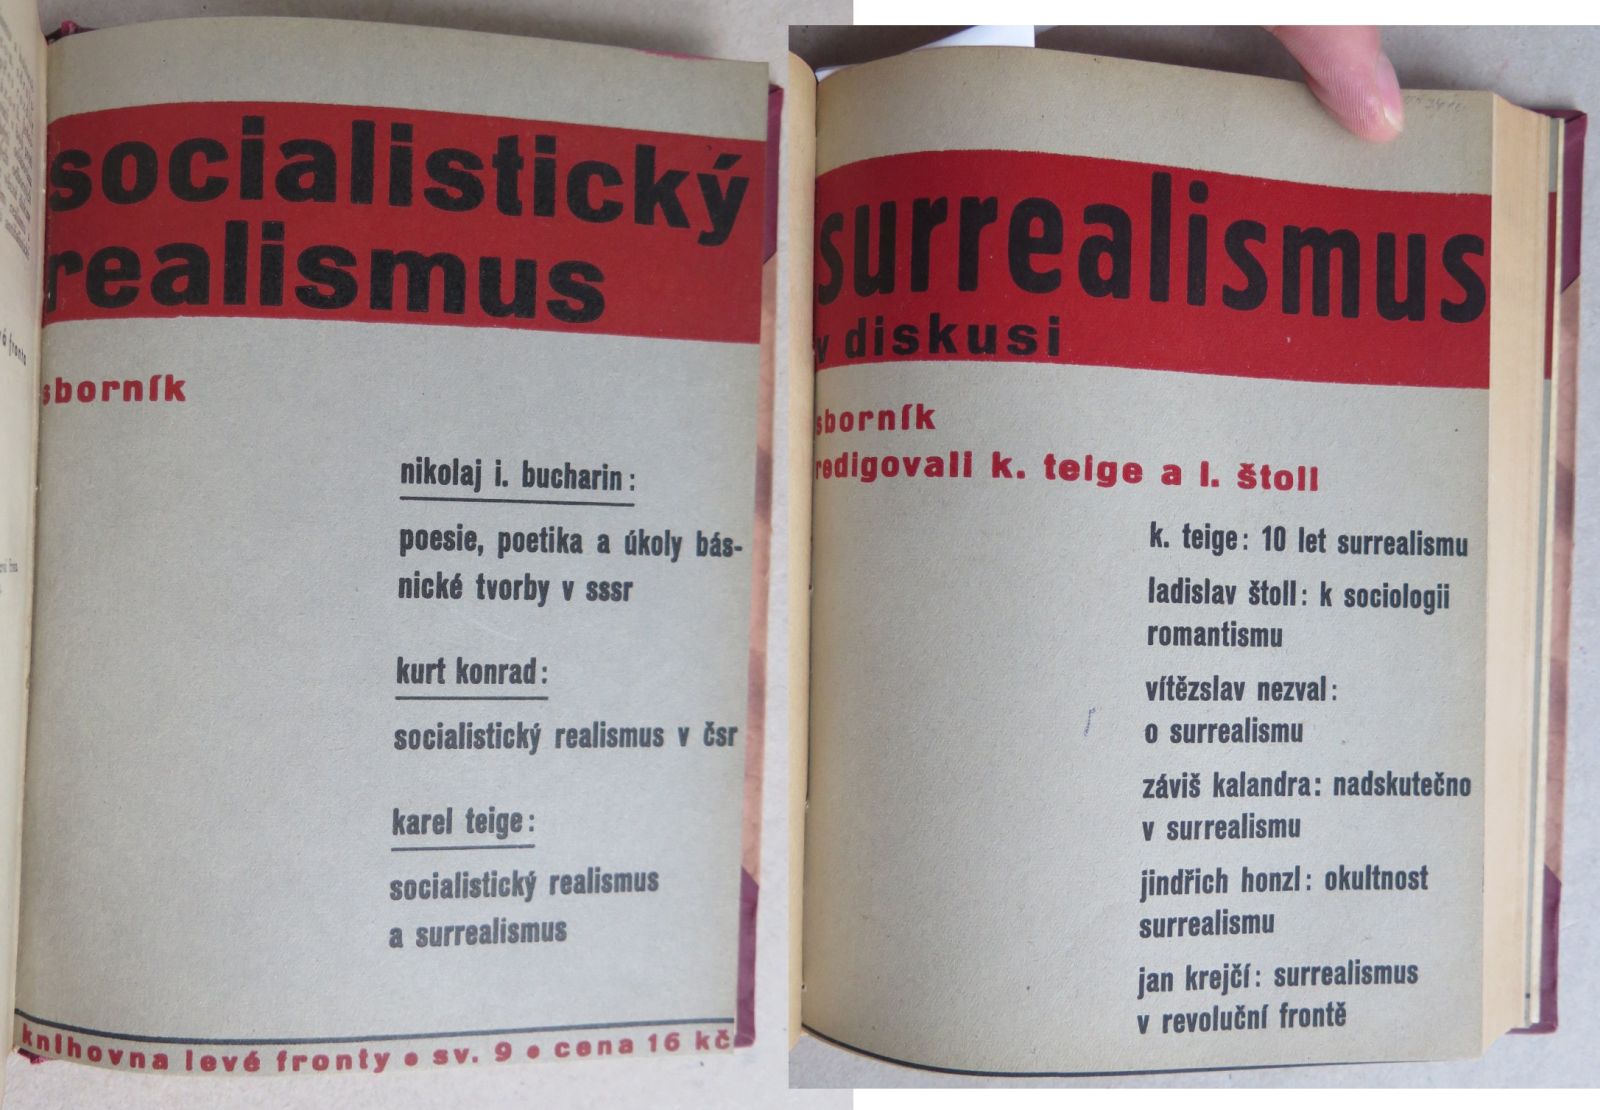 socialistický
realismus
sborník
nikolaj i. bucharin:
poesie, poetika a úkoly bás-
nické tvorby v sssr
kurt konrad:
socialistický realismus v čsr
karel teige:
socialistický realismus
a surrealismus
knihovna levé fronty • sv. 9 • cena 16 kč
surrealismus
v diskusi
sborník
redigovali k. teige a l. štoll
k. teige: 10 let surrealismu
ladislav štoll: k sociologii
romantismu
vítězslav nezval:
o surrealismu
záviš kalandra: nadskutečno
v surrealismu
jindřich honzl: okultnost
surrealismu
jan krejčí: surrealismus
v revoluční frontě